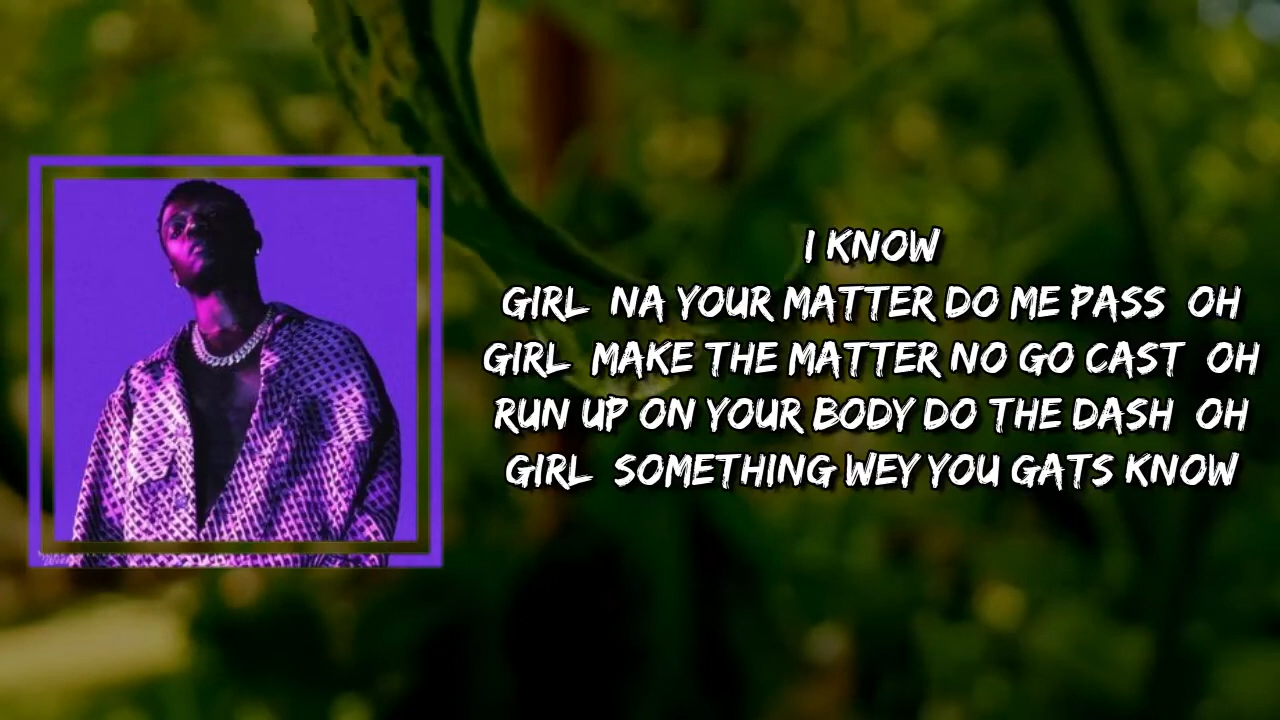 I KNOW
GIRL NA YOUR MATTER DO ME PASS OH
GIRL MAKE THE MATTER NO GO CAST OH
RUN UP ON YOUR BODY DO THE DASH OH
GIRL SOMETHING WEY YOU GATS KNOW